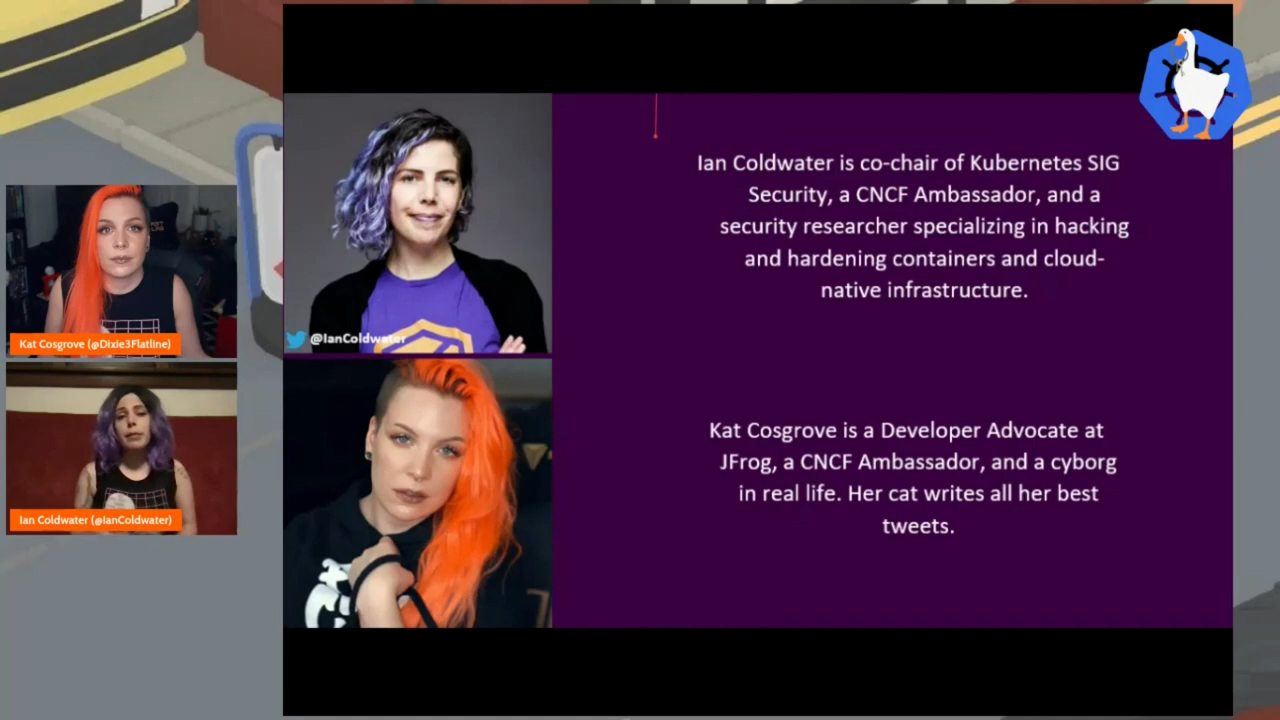 Kat Cosgrove (@Dixie3Flatline)
Ian Coldwater (@IanColdwater)
@IanColdwater
Ian Coldwater is co-chair of Kubernetes SIG
Security, a CNCF Ambassador, and a
security researcher specializing in hacking
and hardening containers and cloud-
native infrastructure.
Kat Cosgrove is a Developer Advocate at
JFrog, a CNCF Ambassador, and a cyborg
in real life. Her cat writes all her best
tweets.